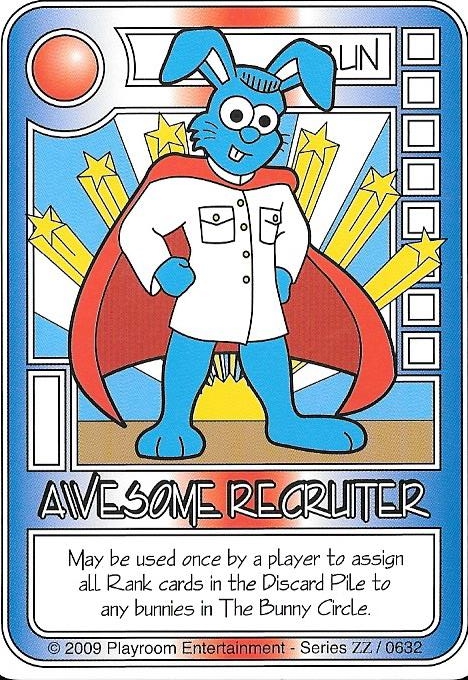 AWESOME RECRUITER
May be used once by a player to assign
all Rank cards in the Discard Pile to
any bunnies in The Bunny Circle.
© 2009 Playroom Entertainment - Series ZZ / 0632